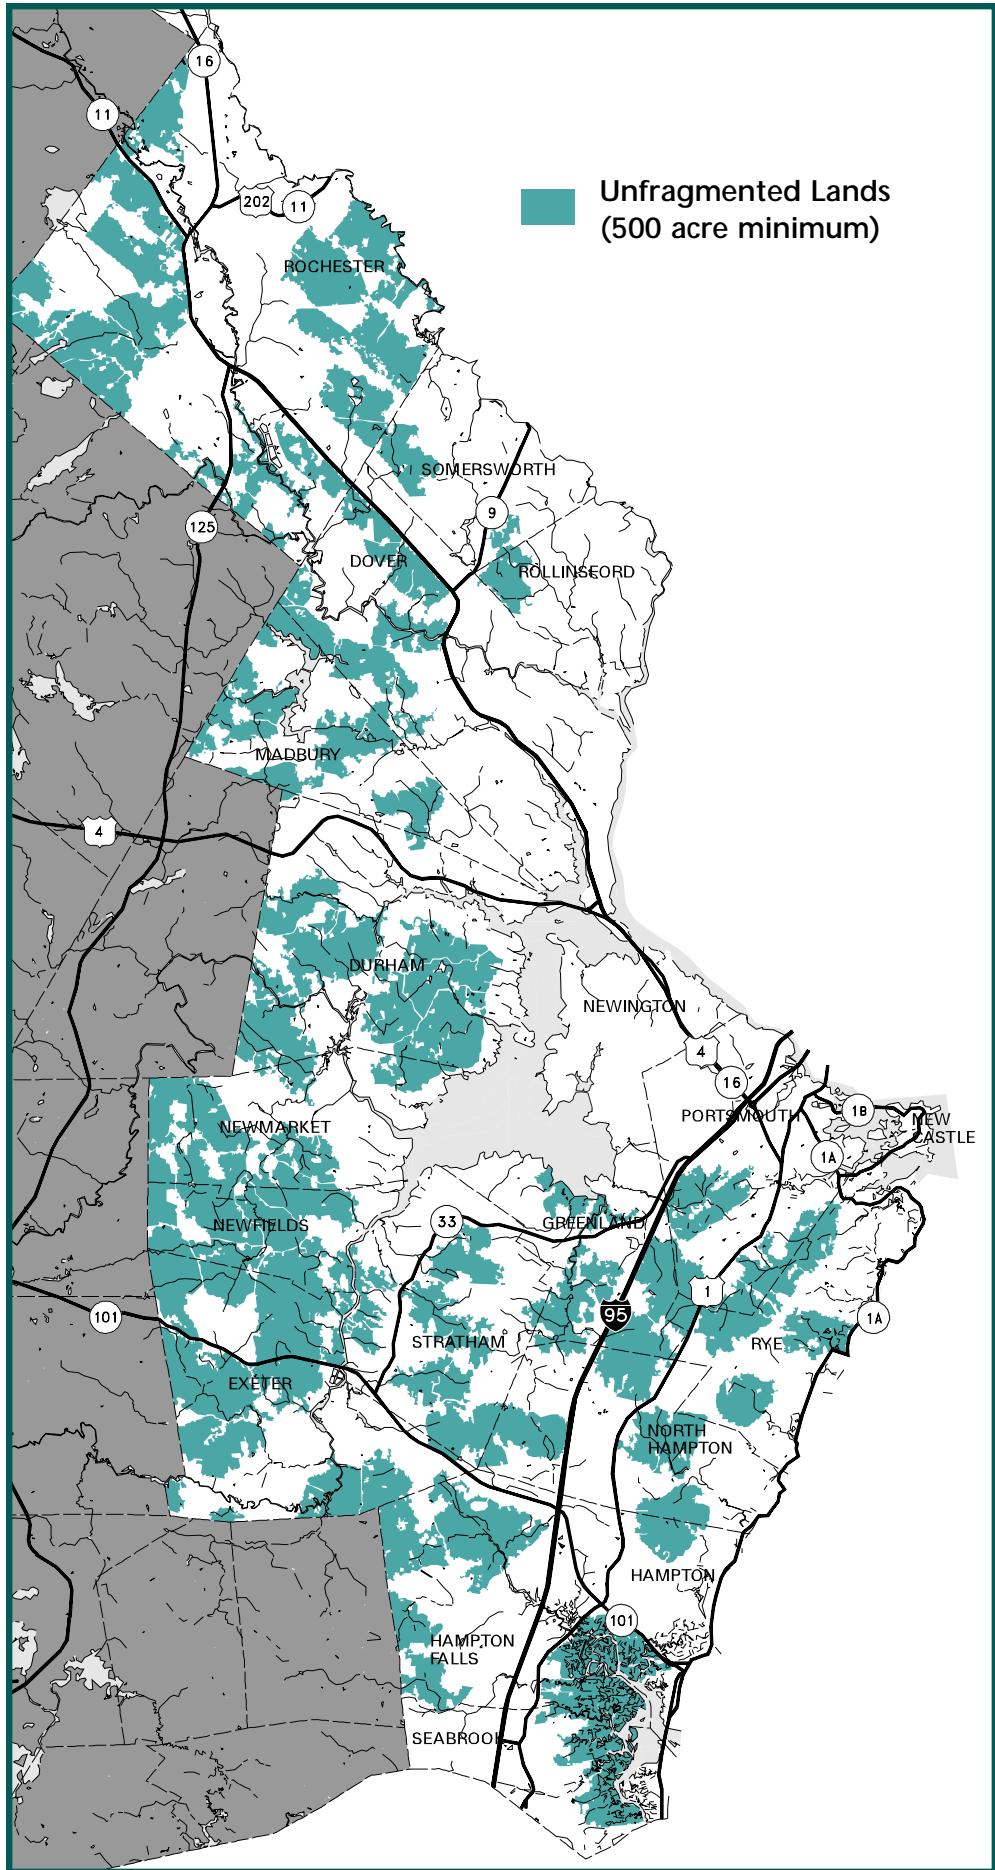 16
11
202
11
Unfragmented Lands
(500 acre minimum)
ROCHESTER
SOMERSWORTH
9
125
DOVER
ROLLINSFORD
MADBURY
4
DURHAM
NEWINGTON
4
16
PORTSMOUTH
1B
NEW
CASTLE
NEWMARKET
1A
33
GREENLAND
NEWFIELDS
1
101
95
1A
STRATHAM
RYE
EXETER
NORTH
HAMPTON
HAMPTON
101
HAMPTON
FALLS
SEABROOK